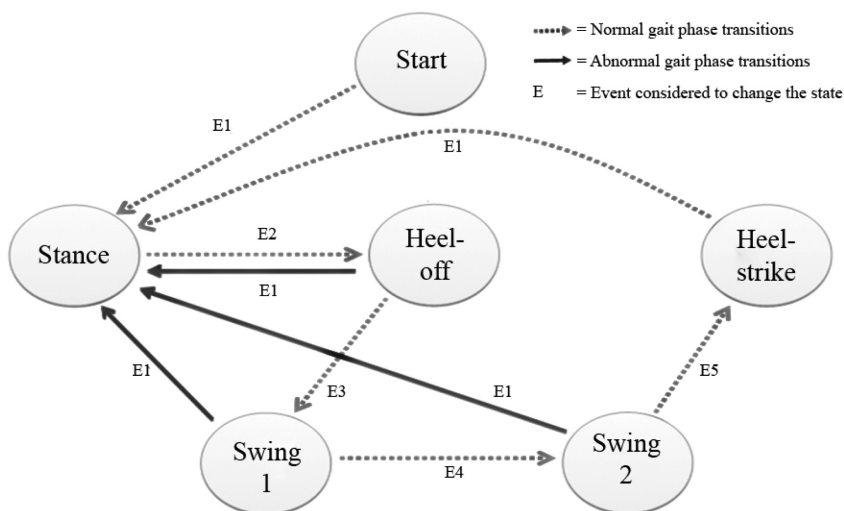 Start
= Normal gait phase transitions
= Abnormal gait phase transitions
E = Event considered to change the state
E1
E1
Stance
E2
Heel-
off
Heel-
strike
E1
E1
E3
E1
E5
Swing
1
E4
Swing
2